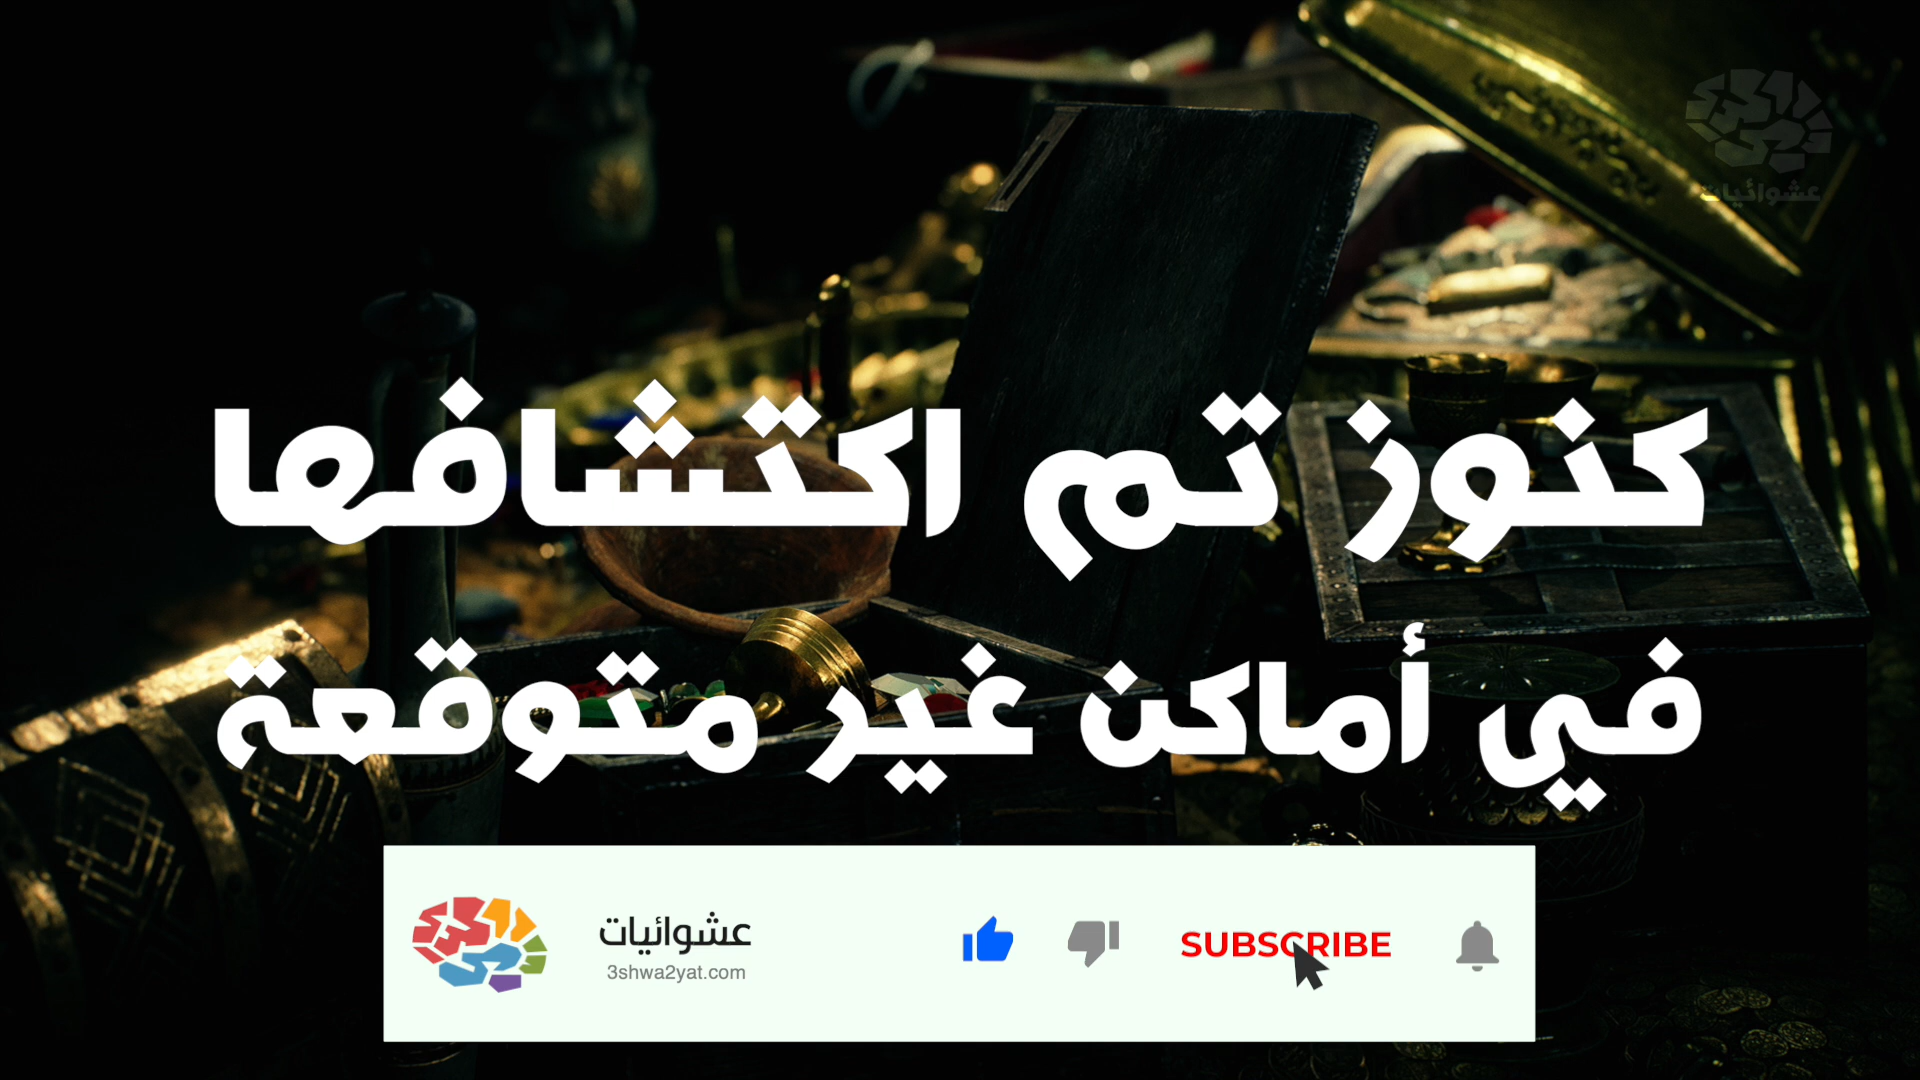 عشوائيات
كنوز تم اكتشافها
في أماكن غير متوقعة
عشوائيات
3shwa2yat.com
SUBSCRIBE